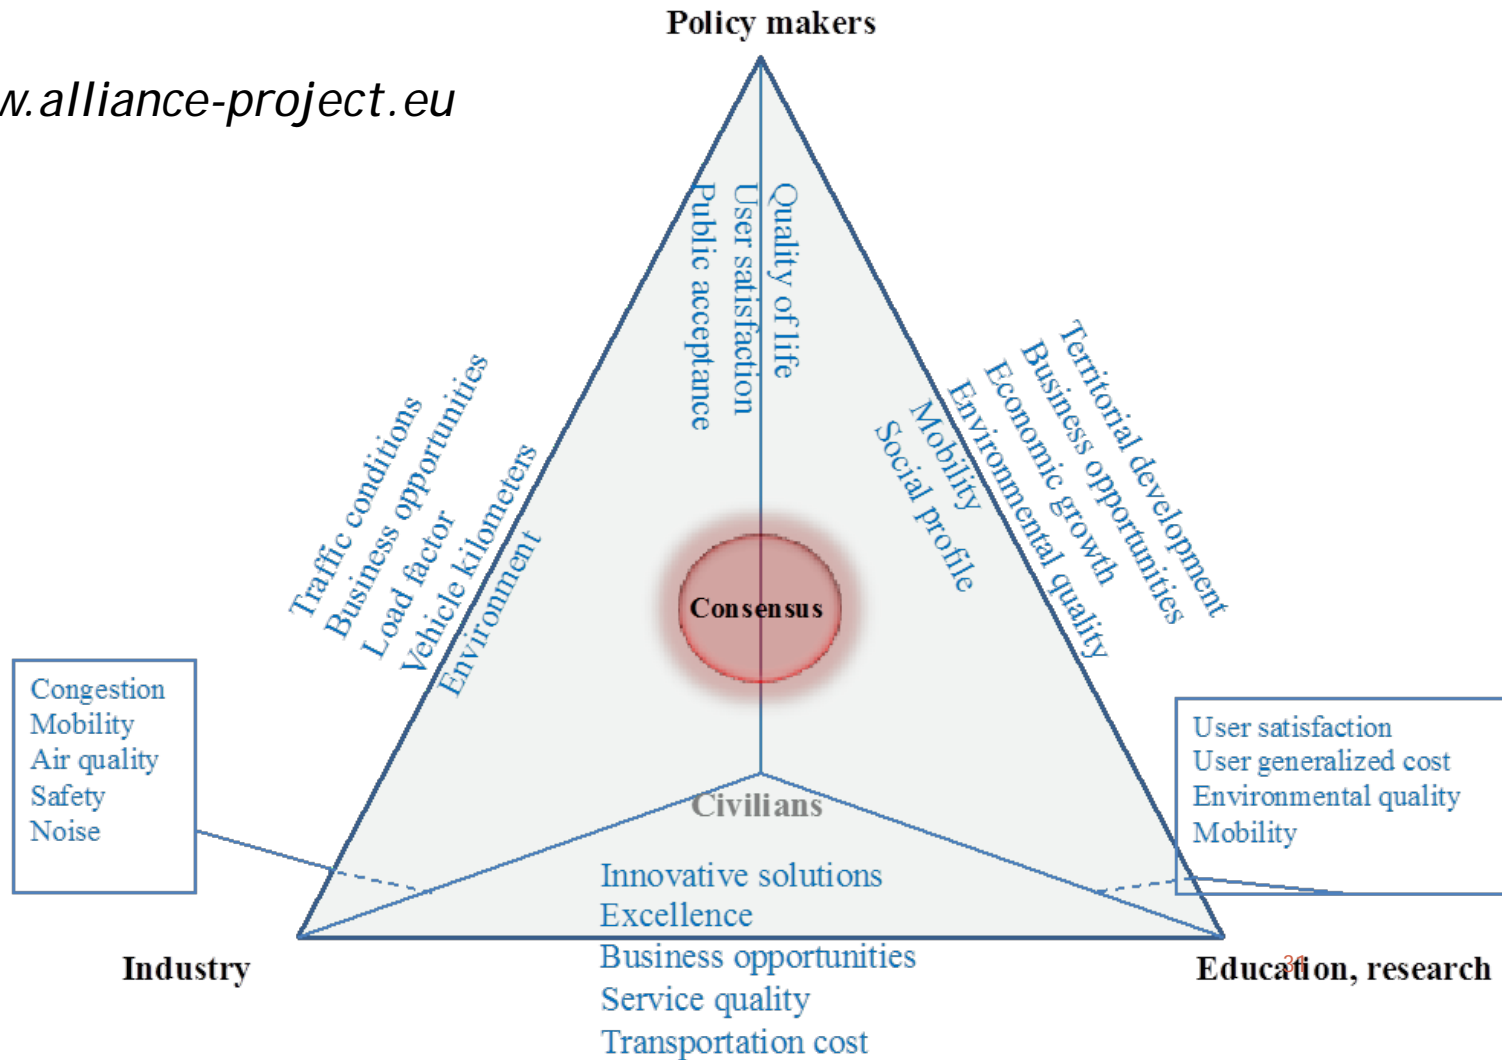 Policy makers
w.alliance-project.eu
Quality of life
User satisfaction
Public acceptance
Traffic conditions
Business opportunities
Load factor
Vehicle kilometers
Environment
Territorial development
Business opportunities
Economic growth
Environmental quality
Mobility
Social profile
Consensus
Congestion
Mobility
Air quality
Safety
Noise
User satisfaction
User generalized cost
Environmental quality
Mobility
Civilians
Innovative solutions
Excellence
Business opportunities
Service quality
Transportation cost
Industry
Education, research
31